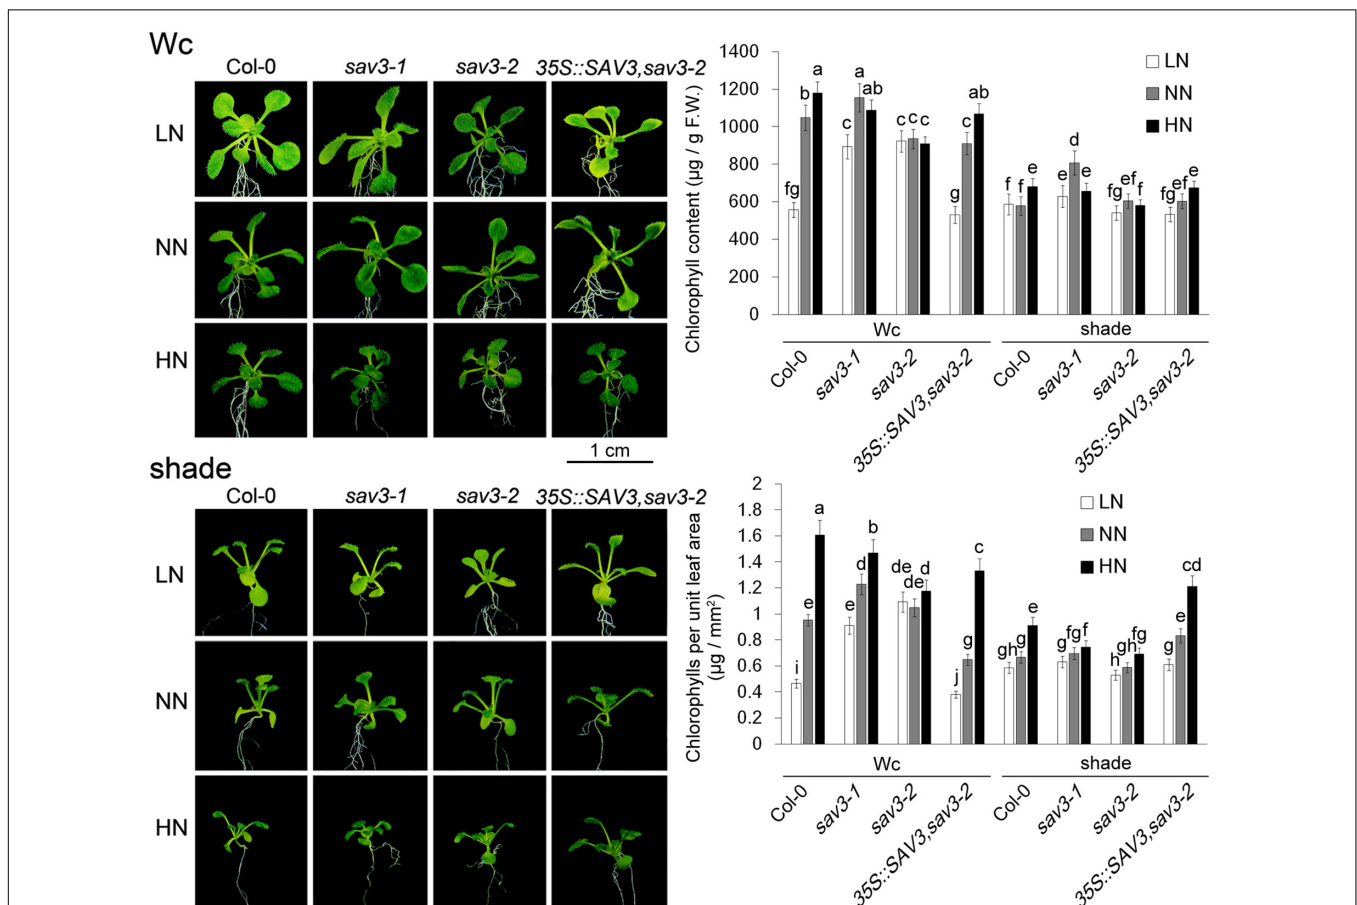 Wc
Col-0 sav3-1 sav3-2 35S::SAV3,sav3-2
LN
NN
HN
1 cm
shade
Col-0 sav3-1 sav3-2 35S::SAV3,sav3-2
LN
NN
HN
Chlorophyll content (µg / g F.W.)
1400
1200
1000
800
600
400
200
0
LN
NN
HN
fg b a c a ab c c c g c ab f f e e d e fg ef f fg ef e
Wc shade
Col-0 sav3-1 sav3-2 35S::SAV3,sav3-2 Col-0 sav3-1 sav3-2 35S::SAV3,sav3-2
Chlorophylls per unit leaf area
(µg / mm²)
2
1.8
1.6
1.4
1.2
1
0.8
0.6
0.4
0.2
0
LN
NN
HN
i e a e d b de de d j g c gh g e g fg f h gh fg g e cd
Wc shade
Col-0 sav3-1 sav3-2 35S::SAV3,sav3-2 Col-0 sav3-1 sav3-2 35S::SAV3,sav3-2